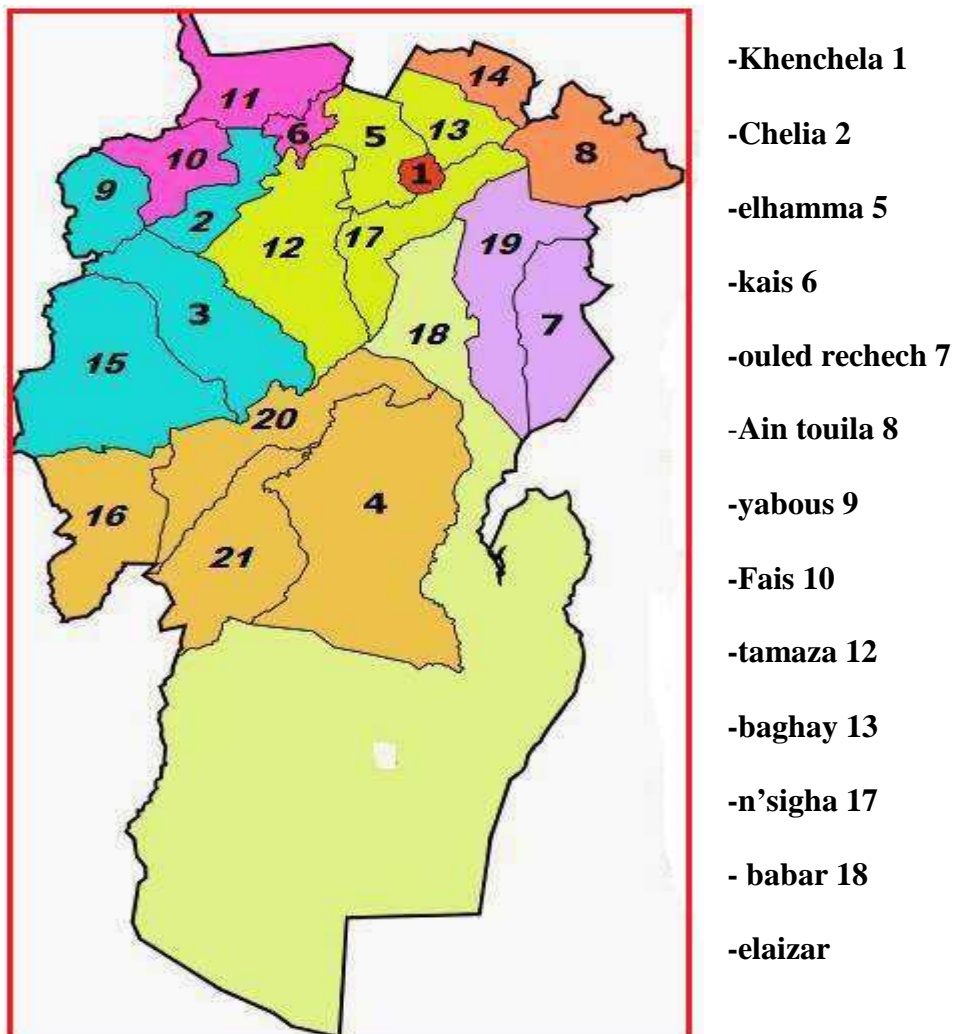 11
14
6
5
13
10
8
9
1
2
12
17
19
3
18
7
15
20
4
16
21
-Khenchela 1
-Chelia 2
-elhamma 5
-kais 6
-ouled rechech 7
-Ain touila 8
-yabous 9
-Fais 10
-tamaza 12
-baghay 13
-n’sigha 17
- babar 18
-elaizar